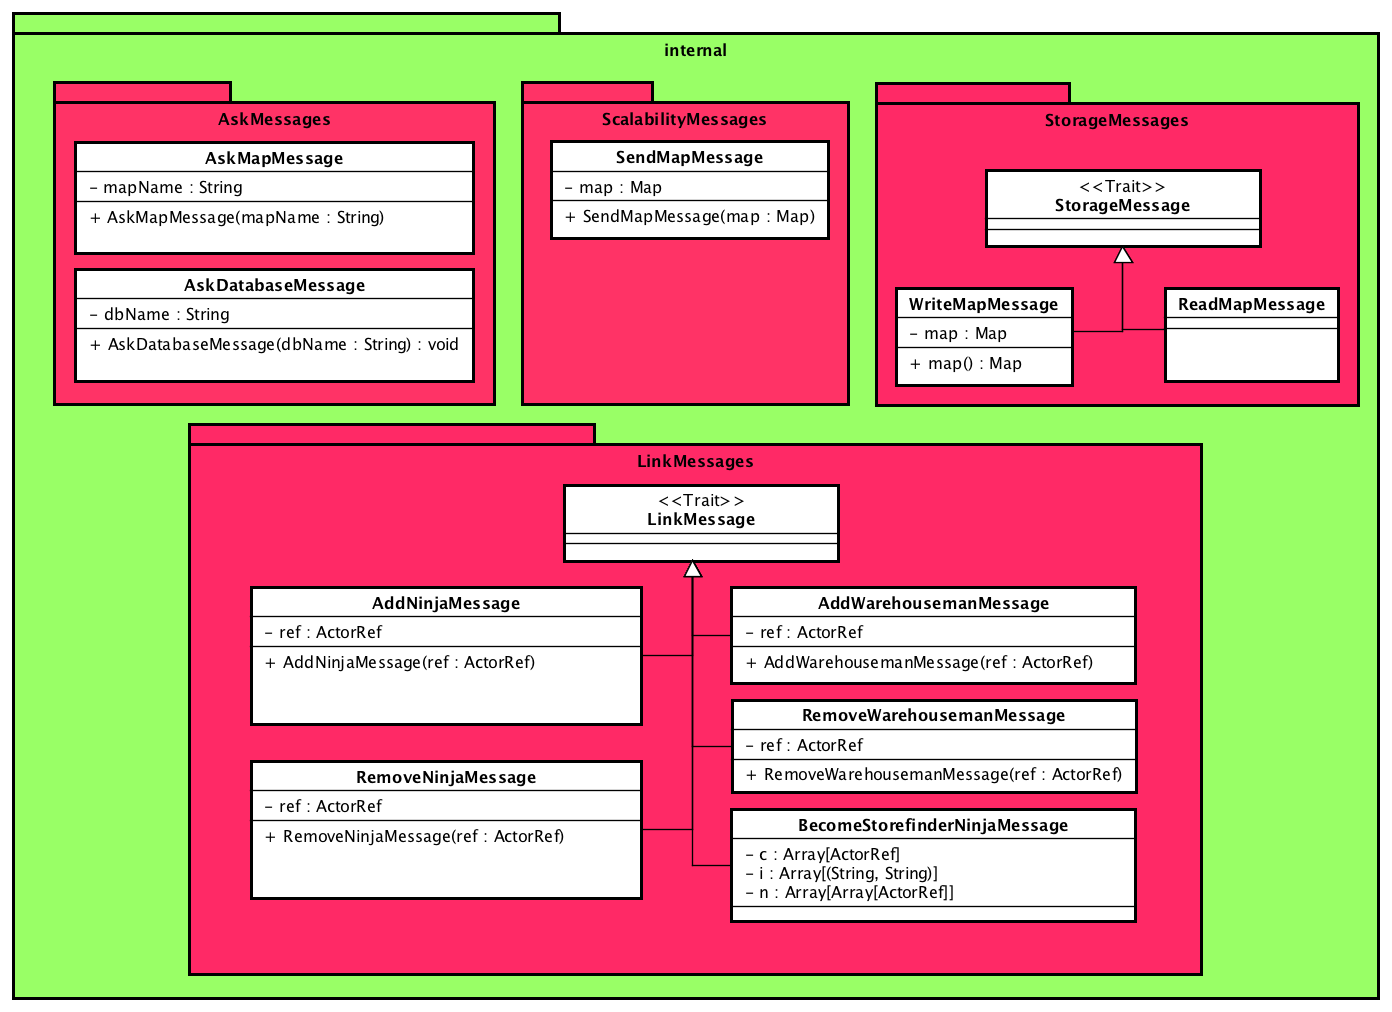 internal
AskMessages
AskMapMessage
– mapName : String
+ AskMapMessage(mapName : String)
AskDatabaseMessage
– dbName : String
+ AskDatabaseMessage(dbName : String) : void
ScalabilityMessages
SendMapMessage
– map : Map
+ SendMapMessage(map : Map)
StorageMessages
<<Trait>>
StorageMessage
WriteMapMessage
– map : Map
+ map() : Map
ReadMapMessage
LinkMessages
<<Trait>>
LinkMessage
AddNinjaMessage
– ref : ActorRef
+ AddNinjaMessage(ref : ActorRef)
RemoveNinjaMessage
– ref : ActorRef
+ RemoveNinjaMessage(ref : ActorRef)
AddWarehousemanMessage
– ref : ActorRef
+ AddWarehousemanMessage(ref : ActorRef)
RemoveWarehousemanMessage
– ref : ActorRef
+ RemoveWarehousemanMessage(ref : ActorRef)
BecomeStorefinderNinjaMessage
– c : Array[ActorRef]
– i : Array[(String, String)]
– n : Array[Array[ActorRef]]